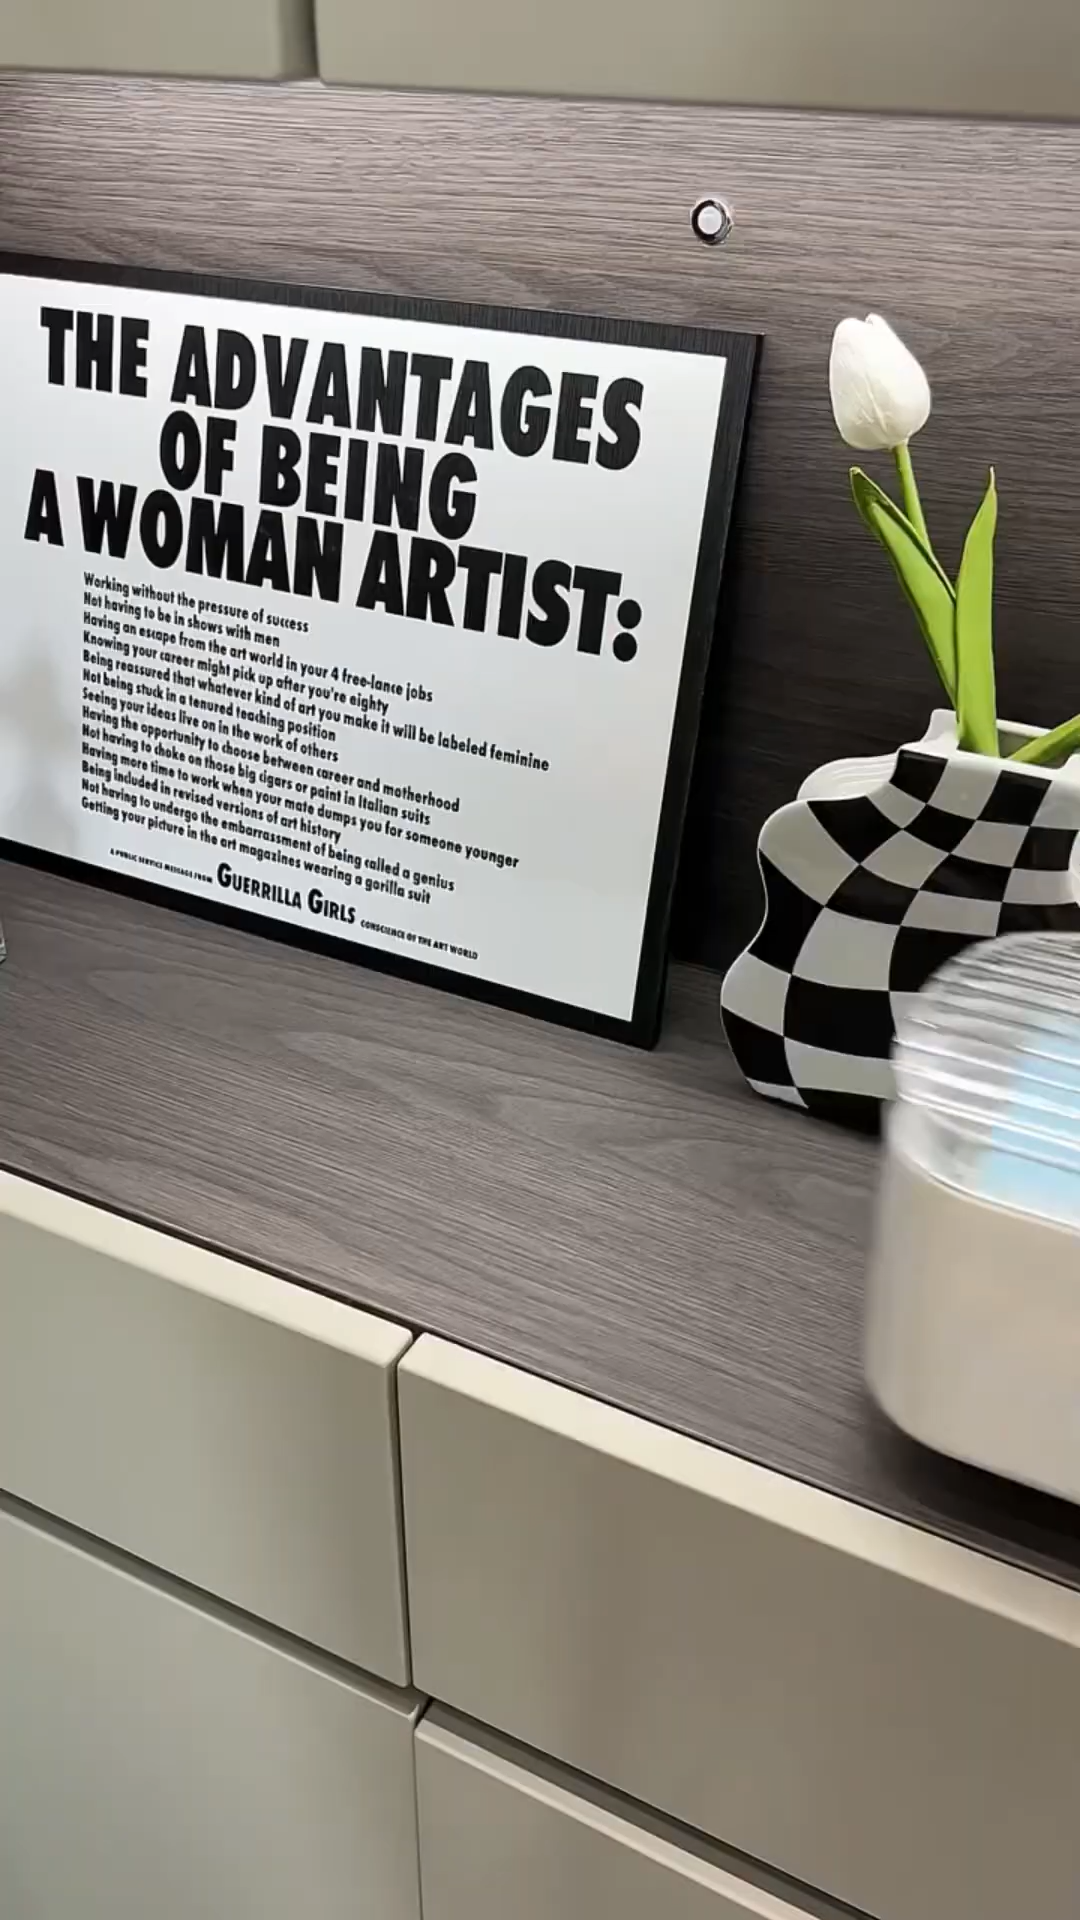 THE ADVANTAGES
OF BEING
A WOMAN ARTIST:
Working without the pressure of success
Not having to be in shows with men
Having an escape from the art world in your 4 free-lance jobs
Knowing your career might pick up after you're eighty
Being reassured that whatever kind of art you make it will be labeled feminine
Not being stuck in a tenured teaching position
Seeing your ideas live on in the work of others
Having the opportunity to choose between career and motherhood
Not having to choke on those big cigars or paint in Italian suits
Having more time to work when your mate dumps you for someone younger
Being included in revised versions of art history
Not having to undergo the embarrassment of being called a genius
Getting your picture in the art magazines wearing a gorilla suit
A PUBLIC SERVICE MESSAGE FROM GUERRILLA GIRLS CONSCIENCE OF THE ART WORLD